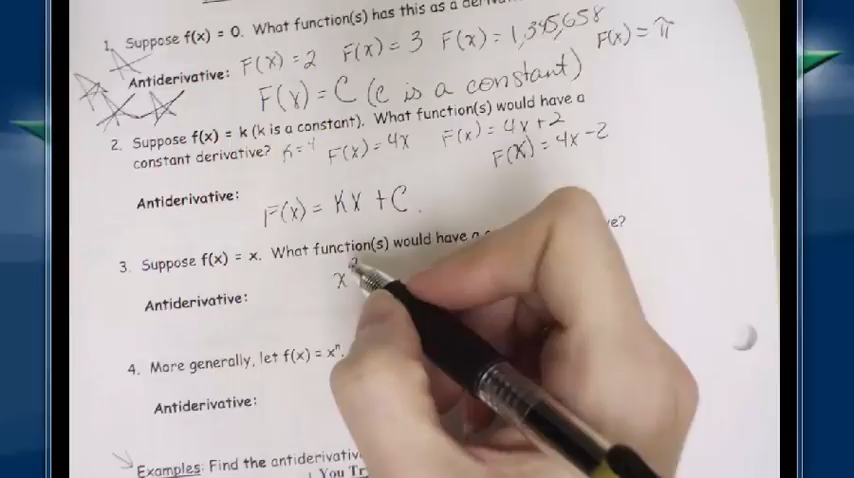 1. Suppose f(x) = 0. What function(s) has this as a
Antiderivative: F(x) = 2 F(x) = 3 F(x) = 1,345,658 F(x) = π
F(x) = C (c is a constant)
2. Suppose f(x) = k (k is a constant). What function(s) would have a
constant derivative? K=4 F(x) = 4x F(x) = 4x + 2
F(x) = 4x - 2
Antiderivative:
F(x) = Kx + C.
3. Suppose f(x) = x. What function(s) would have a
x²
Antiderivative:
4. More generally, let f(x) = xⁿ.
Antiderivative:
Examples: Find the
You